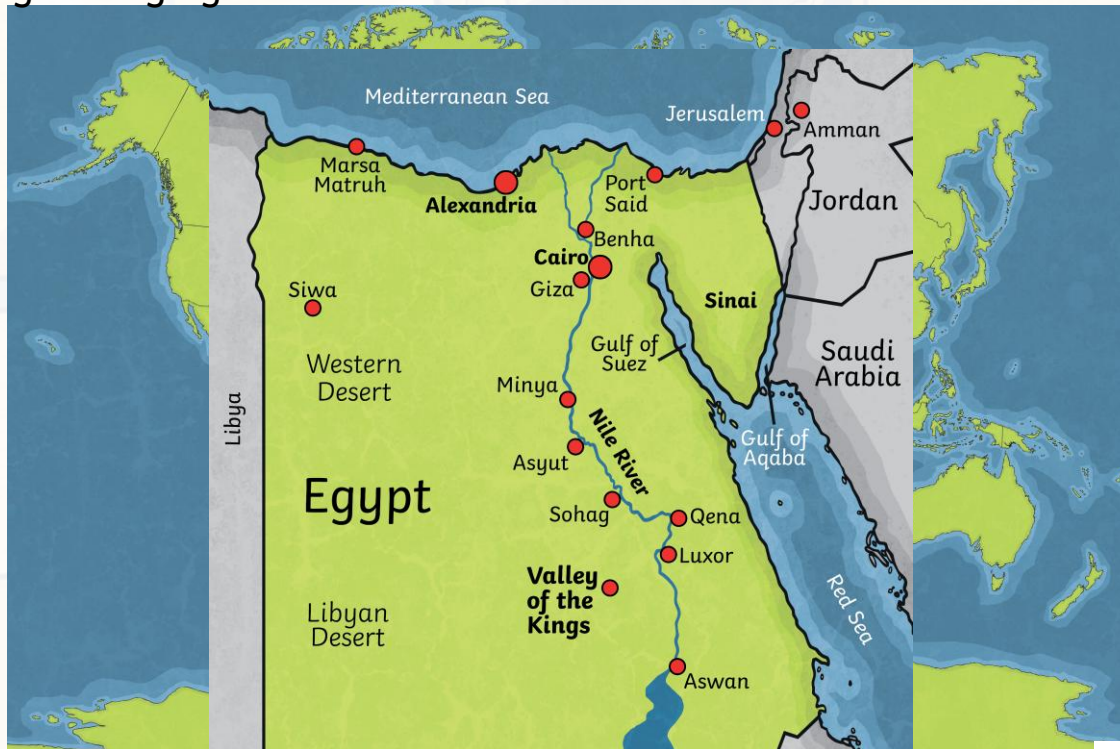 Mediterranean Sea
Jerusalem
Amman
Marsa
Matruh
Alexandria
Port
Said
Jordan
Benha
Cairo
Giza
Siwa
Sinai
Gulf of
Suez
Western
Desert
Saudi
Arabia
Libya
Minya
Nile River
Gulf of
Aqaba
Asyut
Egypt
Sohag
Qena
Luxor
Valley
of the
Kings
Red Sea
Libyan
Desert
Aswan